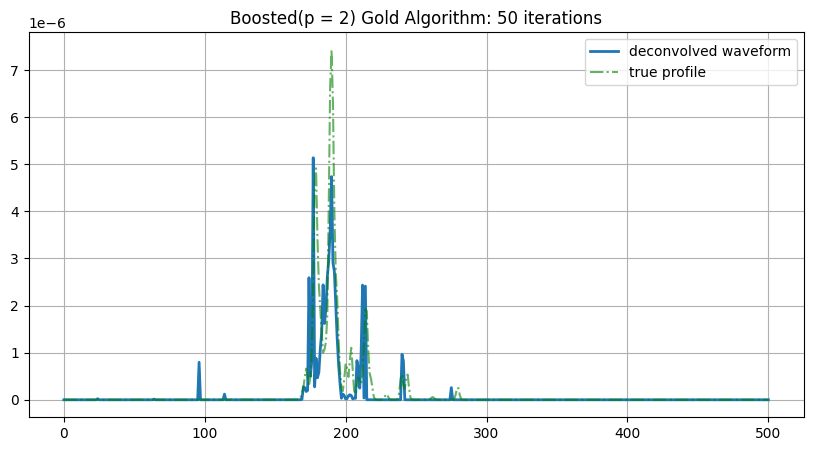 Boosted(p = 2) Gold Algorithm: 50 iterations
1e−6
deconvolved waveform
true profile
7
6
5
4
3
2
1
0
0 100 200 300 400 500